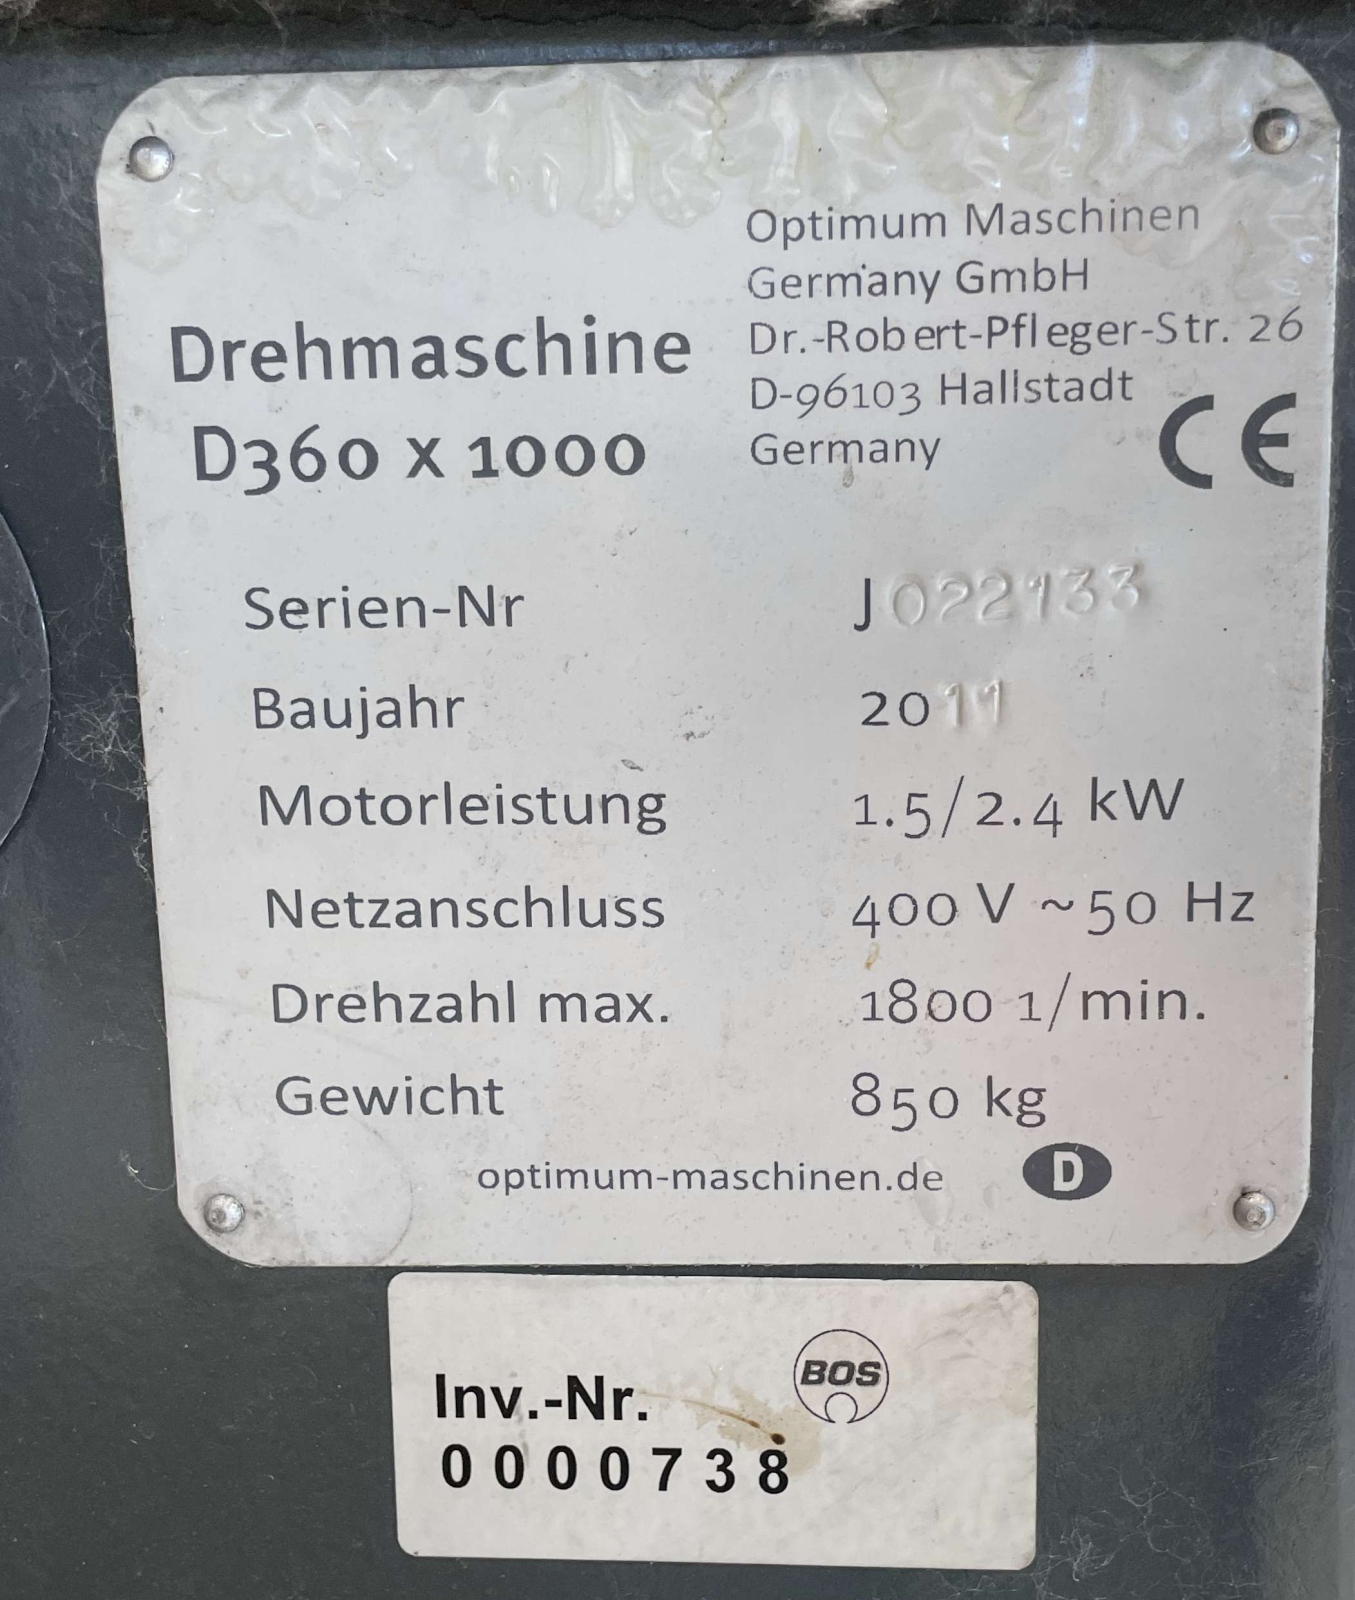 Optimum Maschinen
Germany GmbH
Dr.-Robert-Pfleger-Str. 26
D-96103 Hallstadt
Germany
CE
Drehmaschine
D360 x 1000
Serien-Nr J022133
Baujahr 2011
Motorleistung 1.5/2.4 kW
Netzanschluss 400 V ~50 Hz
Drehzahl max. 1800 1/min.
Gewicht 850 kg
optimum-maschinen.de D
BOS
Inv.-Nr.
0000738